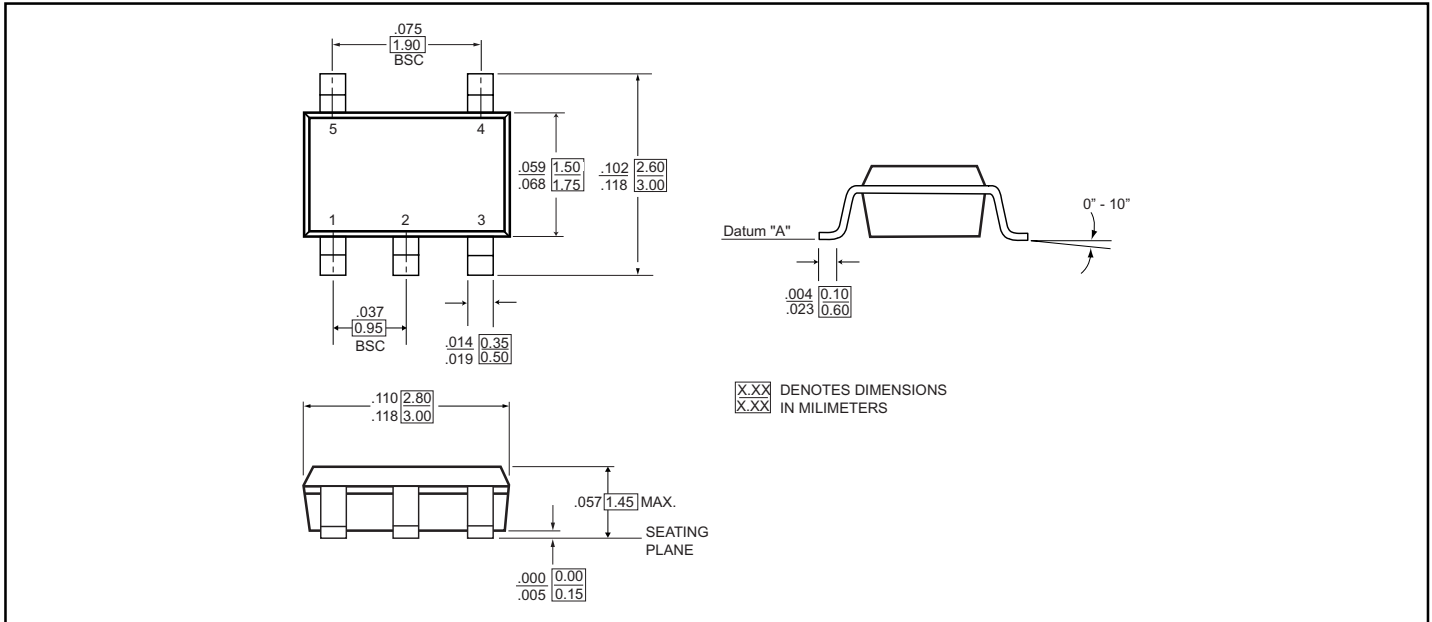 .075
1.90
BSC
5 4
.059 1.50
.068 1.75
.102 2.60
.118 3.00
1 2 3
.037
0.95
BSC
.014 0.35
.019 0.50
Datum "A"
0” - 10”
.004 0.10
.023 0.60
X.XX DENOTES DIMENSIONS
X.XX IN MILIMETERS
.110 2.80
.118 3.00
.057 1.45 MAX.
SEATING
PLANE
.000 0.00
.005 0.15